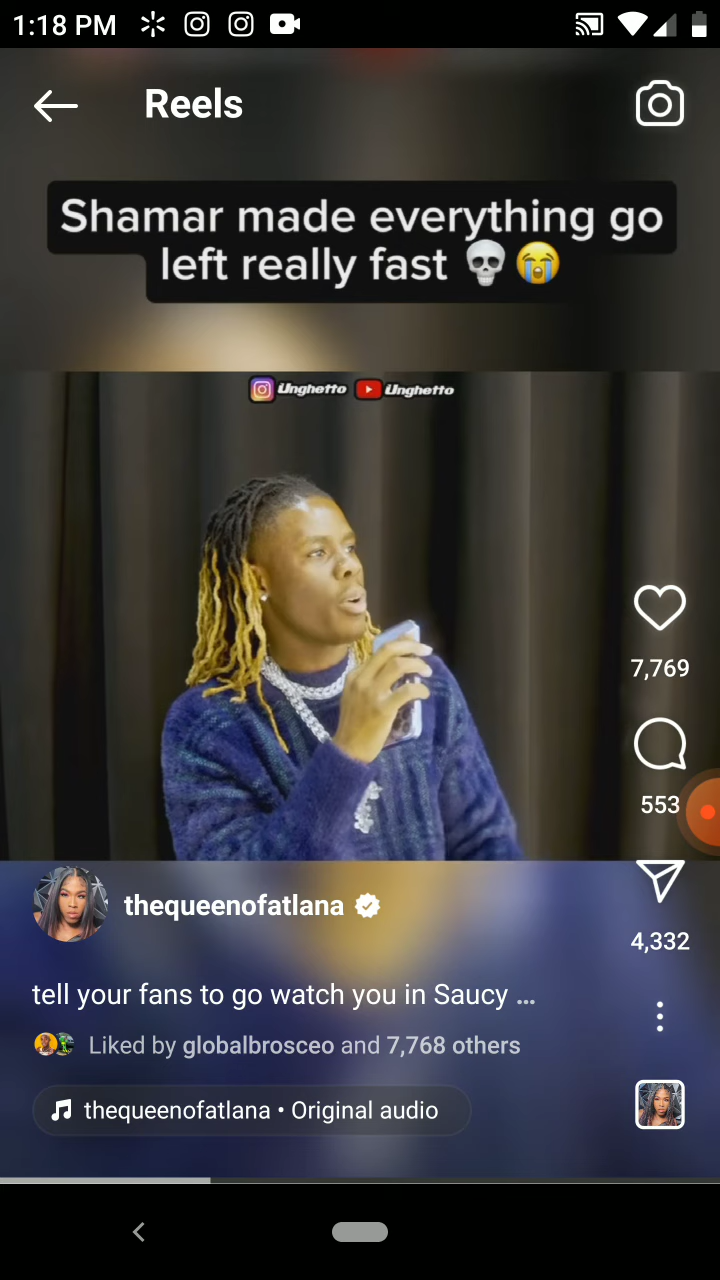 1:18 PM
Reels
Shamar made everything go
left really fast 💀😭
Unghetto Unghetto
7,769
553
thequeenofatlana
4,332
tell your fans to go watch you in Saucy ...
Liked by globalbrosceo and 7,768 others
thequeenofatlana • Original audio